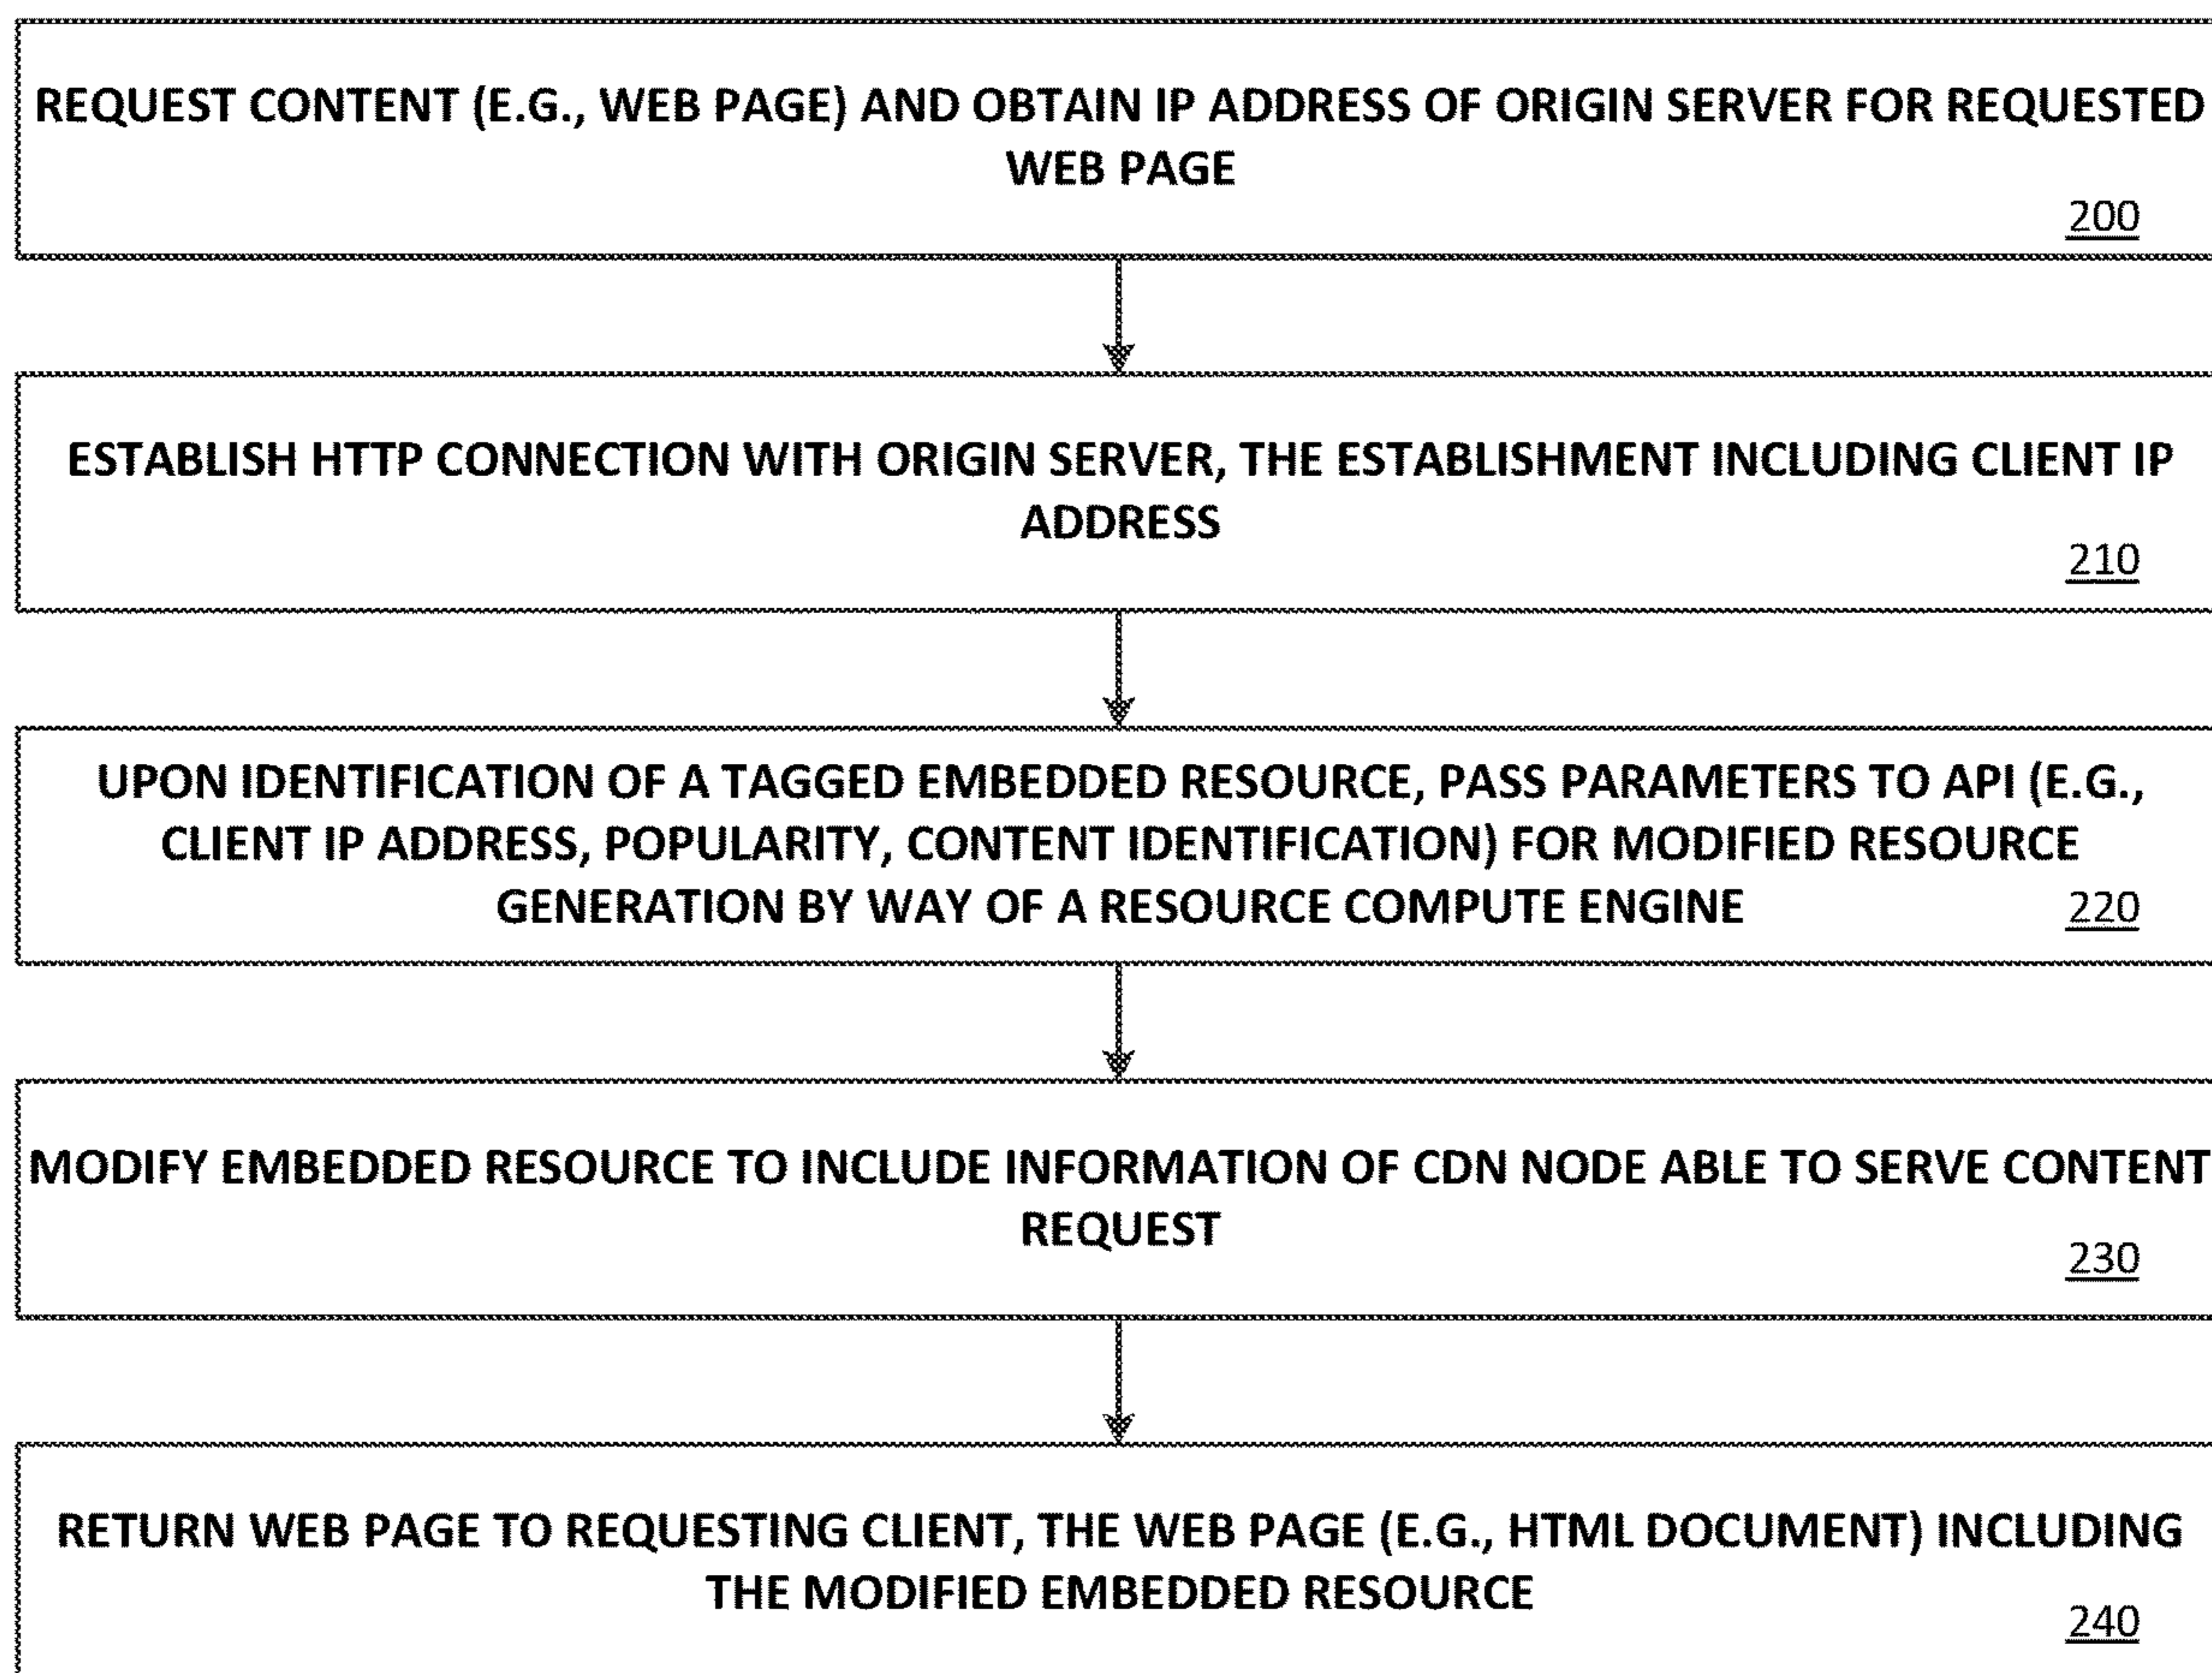 REQUEST CONTENT (E.G., WEB PAGE) AND OBTAIN IP ADDRESS OF ORIGIN SERVER FOR REQUESTED
WEB PAGE
200
ESTABLISH HTTP CONNECTION WITH ORIGIN SERVER, THE ESTABLISHMENT INCLUDING CLIENT IP
ADDRESS
210
UPON IDENTIFICATION OF A TAGGED EMBEDDED RESOURCE, PASS PARAMETERS TO API (E.G.,
CLIENT IP ADDRESS, POPULARITY, CONTENT IDENTIFICATION) FOR MODIFIED RESOURCE
GENERATION BY WAY OF A RESOURCE COMPUTE ENGINE 220
MODIFY EMBEDDED RESOURCE TO INCLUDE INFORMATION OF CDN NODE ABLE TO SERVE CONTENT
REQUEST
230
RETURN WEB PAGE TO REQUESTING CLIENT, THE WEB PAGE (E.G., HTML DOCUMENT) INCLUDING
THE MODIFIED EMBEDDED RESOURCE
240